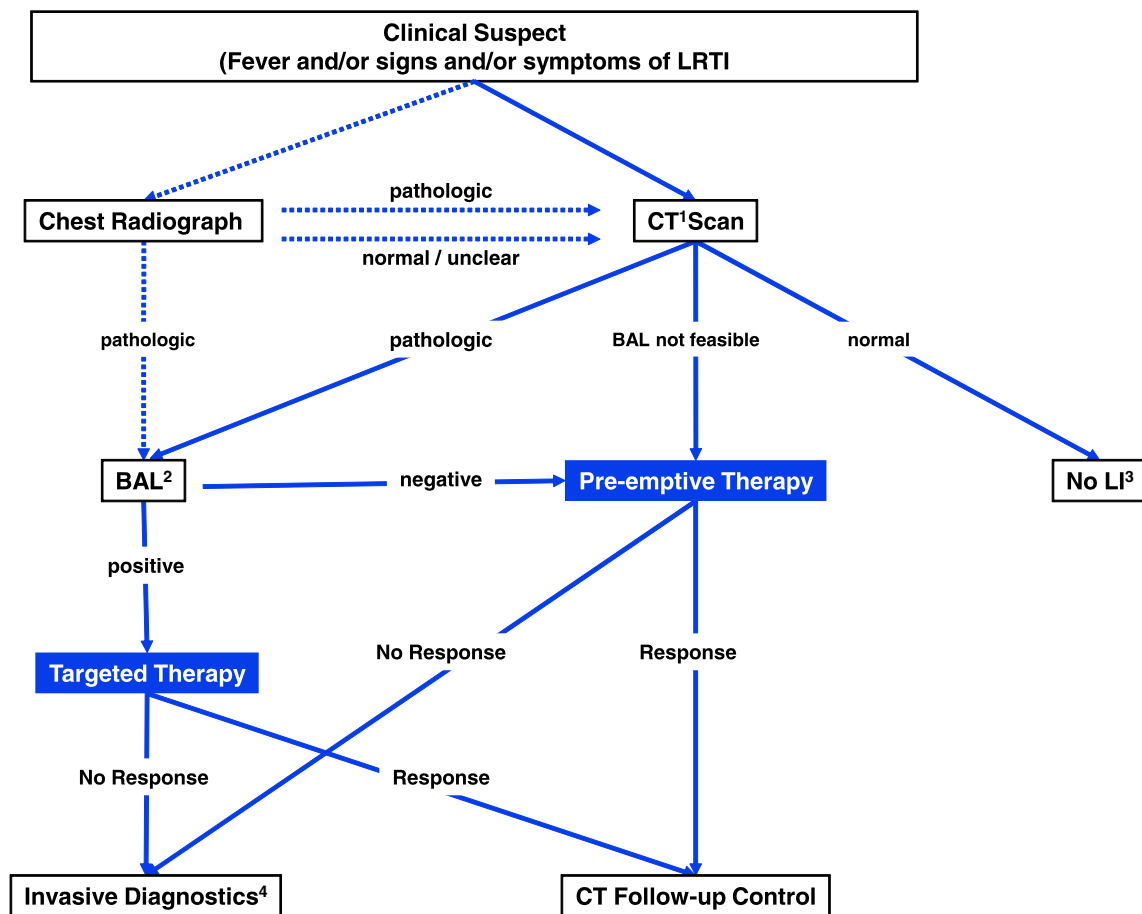 Clinical Suspect
(Fever and/or signs and/or symptoms of LRTI
pathologic
Chest Radiograph
CT¹Scan
normal / unclear
pathologic
pathologic
BAL not feasible
normal
BAL²
negative
Pre-emptive Therapy
No LI³
positive
No Response
Response
Targeted Therapy
No Response
Response
Invasive Diagnostics⁴
CT Follow-up Control